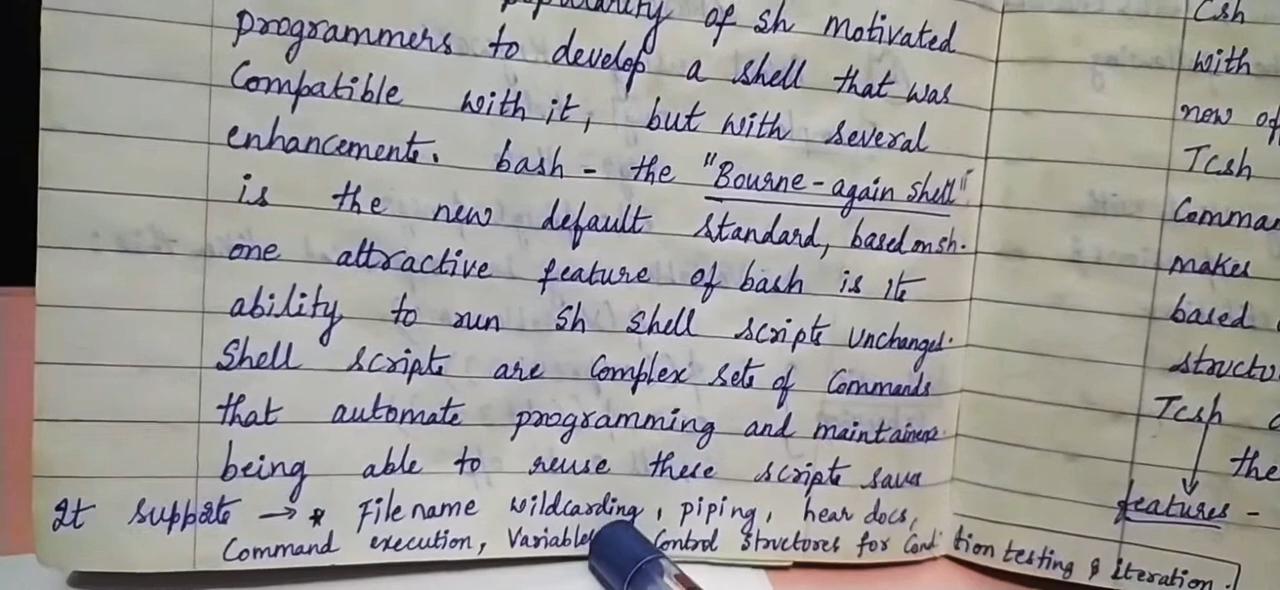 popularity of sh motivated
programmers to develop a shell that was
Compatible with it, but with several
enhancements. bash - the "Bourne-again shell"
is the new default standard, based on sh.
one attractive feature of bash is its
ability to run sh shell scripts unchanged.
Shell scripts are Complex sets of Commands
that automate programming and maintainence
being able to reuse these scripts saves
It supports → * File name wildcarding, piping, hear docs,
Command execution, Variables Control Structores for Condition testing & iteration.
Csh
with
new
Tcsh
makes
based
Tcsh
the
features -